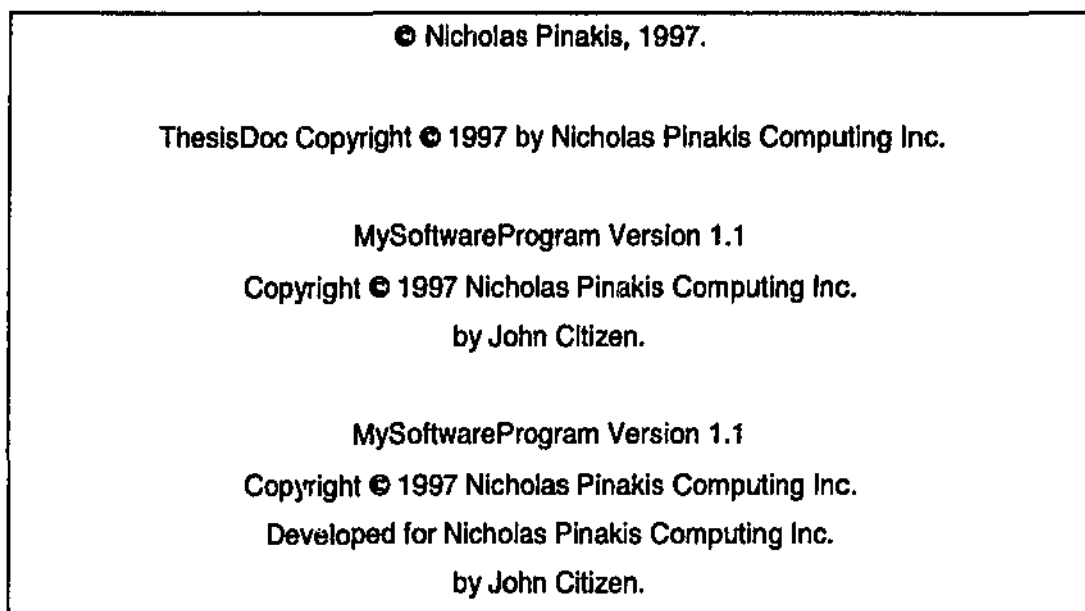 © Nicholas Pinakis, 1997.
ThesisDoc Copyright © 1997 by Nicholas Pinakis Computing Inc.
MySoftwareProgram Version 1.1
Copyright © 1997 Nicholas Pinakis Computing Inc.
by John Citizen.
MySoftwareProgram Version 1.1
Copyright © 1997 Nicholas Pinakis Computing Inc.
Developed for Nicholas Pinakis Computing Inc.
by John Citizen.